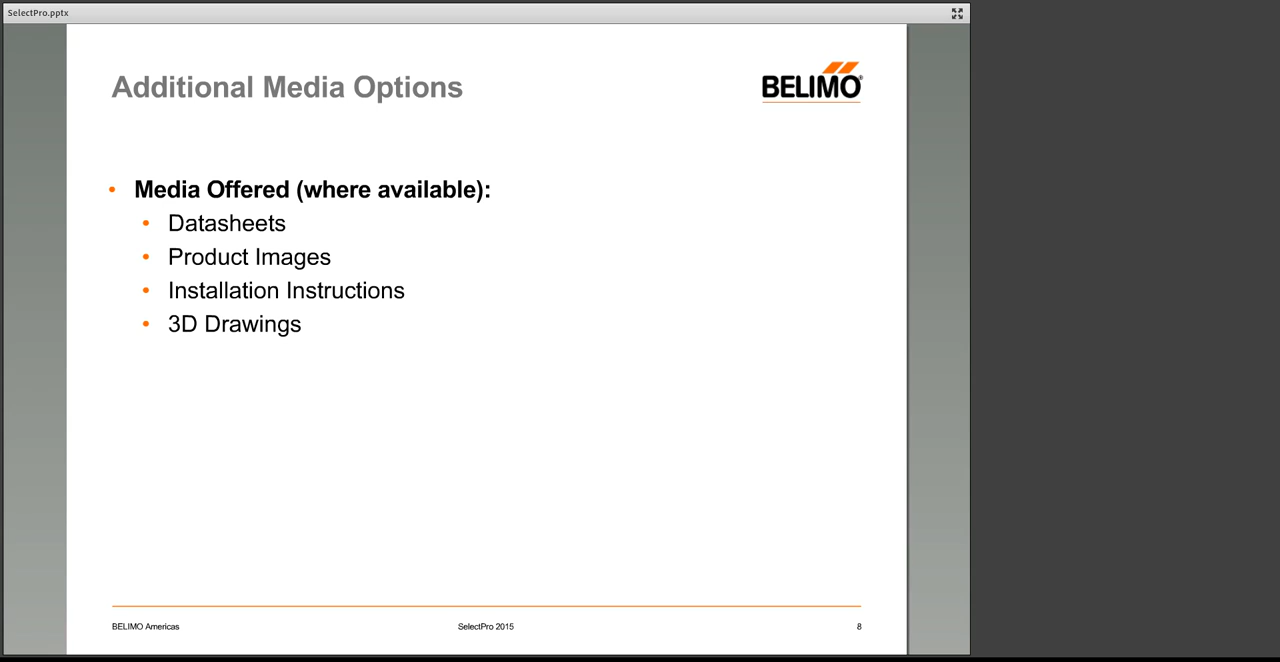 SelectPro.pptx
Additional Media Options
BELIMO®
• Media Offered (where available):
• Datasheets
• Product Images
• Installation Instructions
• 3D Drawings
BELIMO Americas SelectPro 2015 8